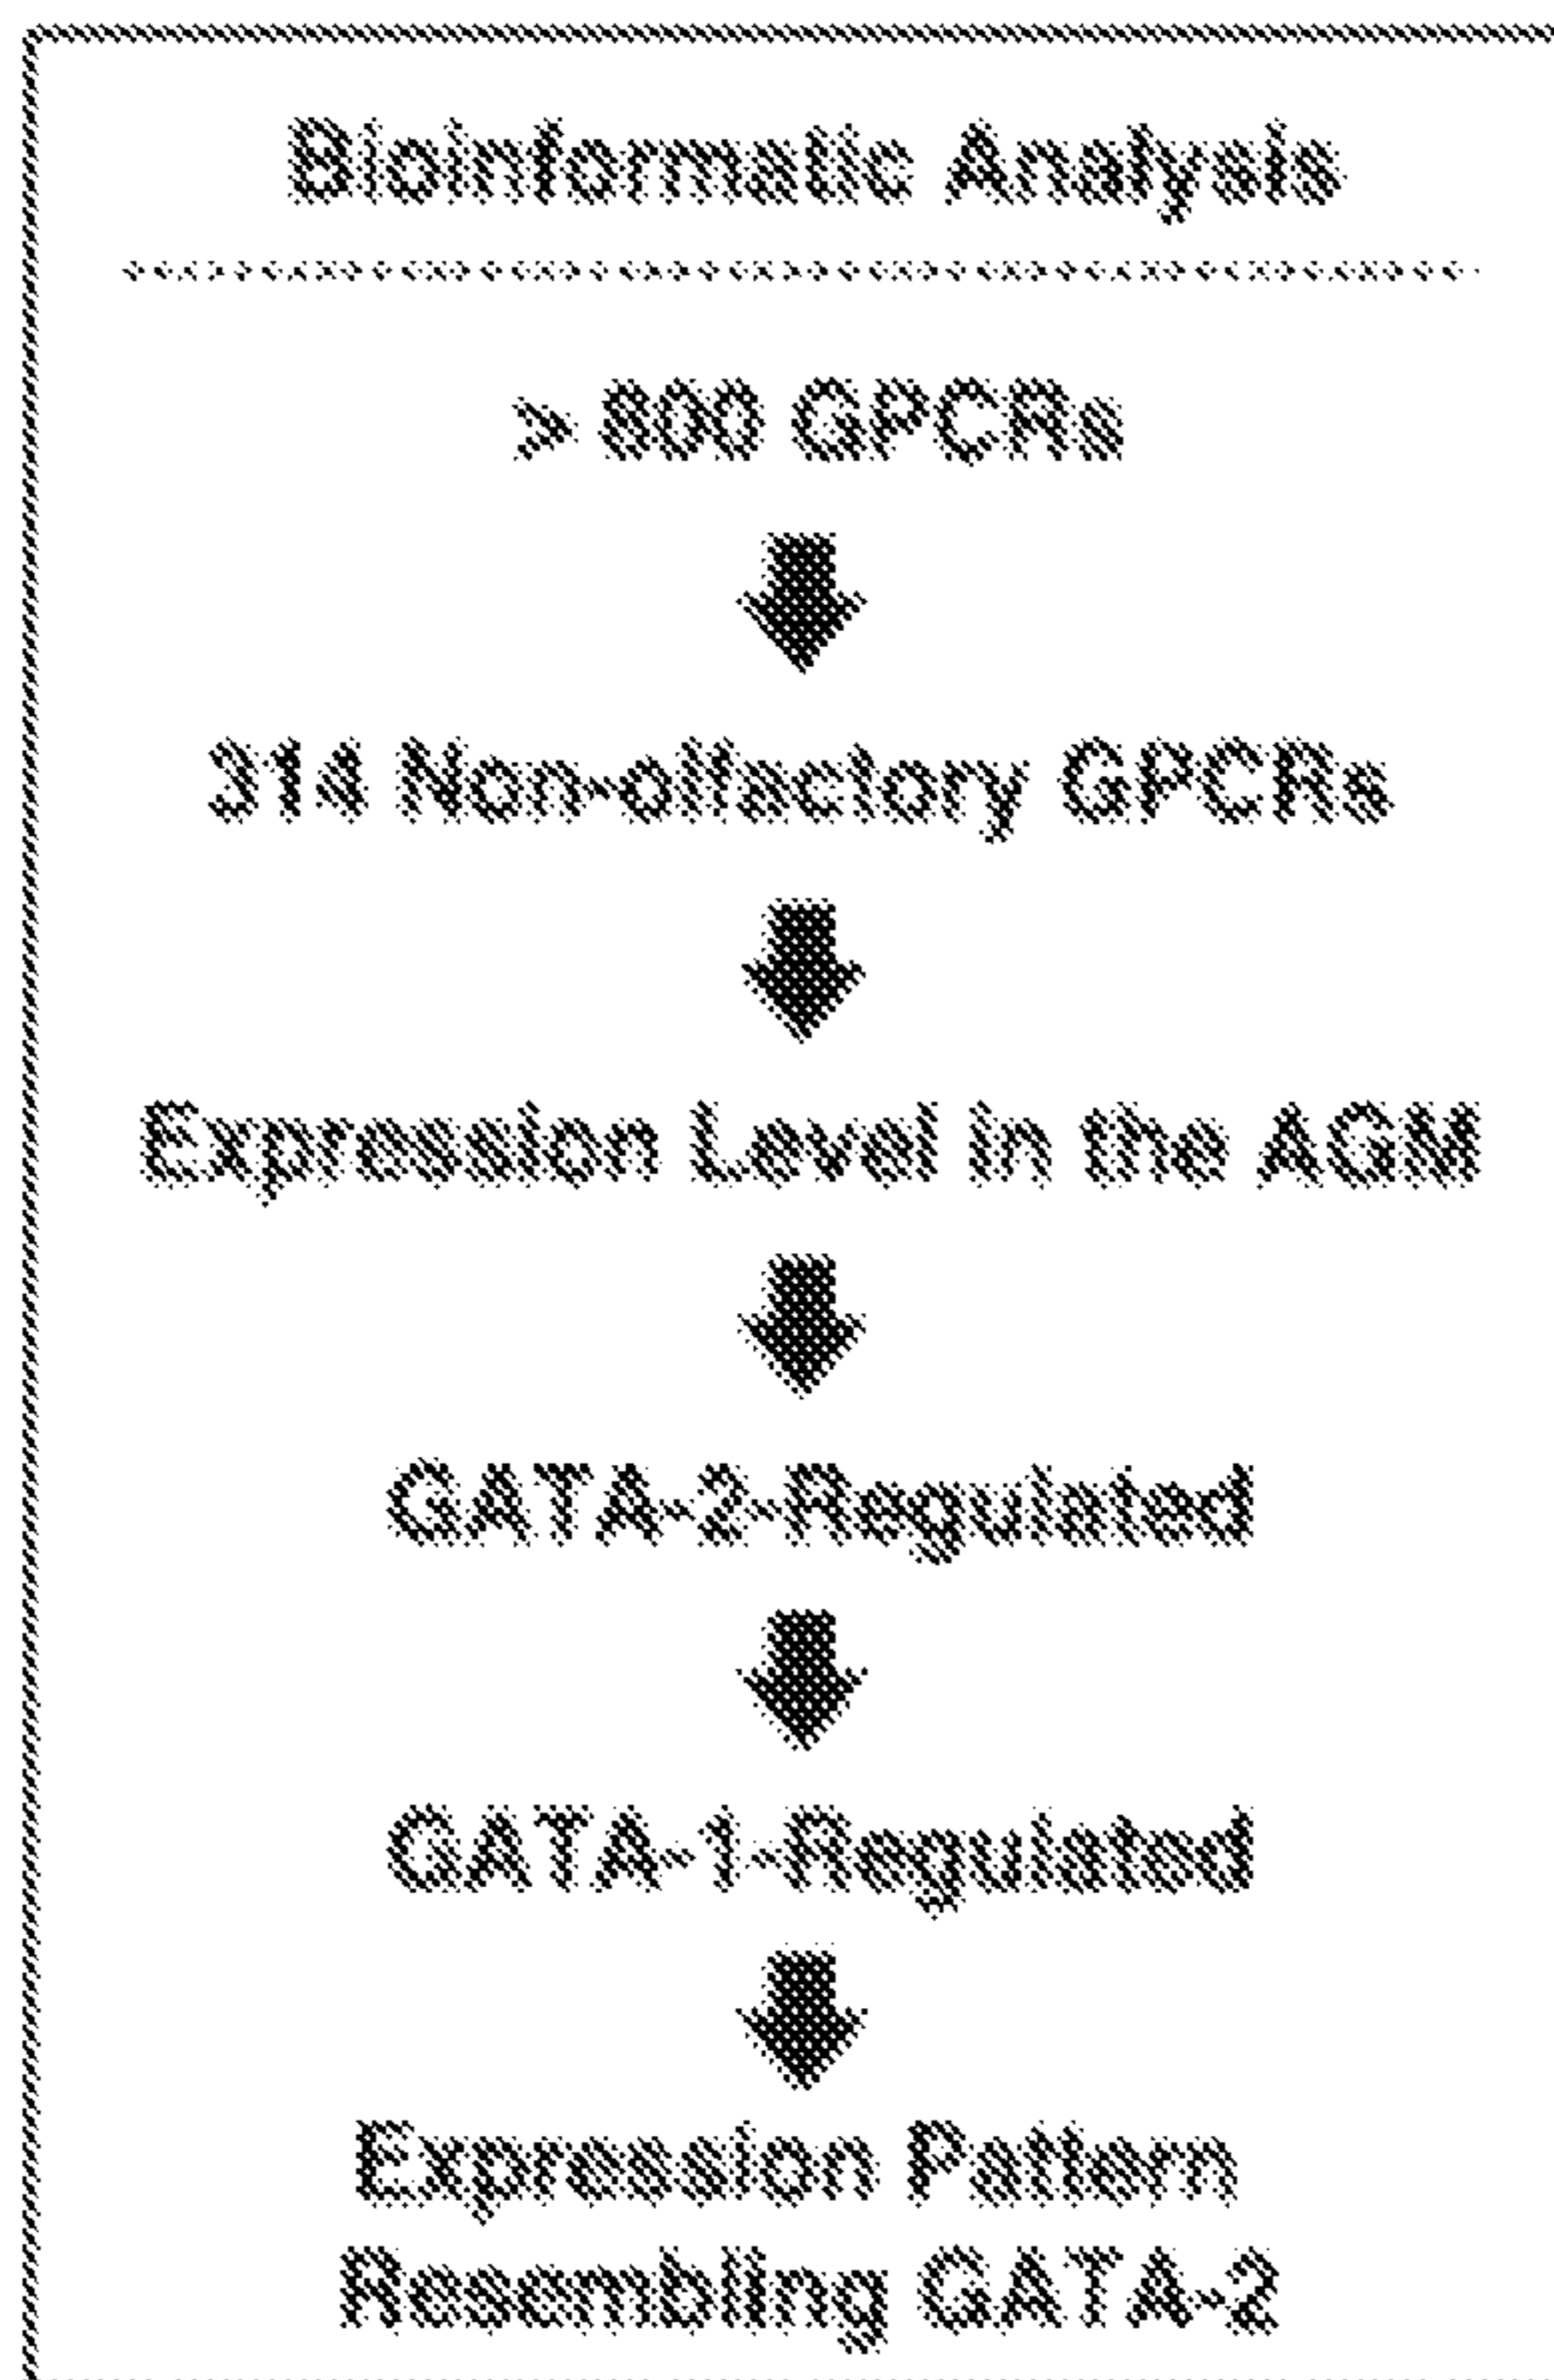 Bioinformatic Analysis
> 800 GPCRs
314 Non-olfactory GPCRs
Expression Level in the AGM
GATA-2-Regulated
GATA-1-Regulated
Expression Pattern
Resembling GATA-2